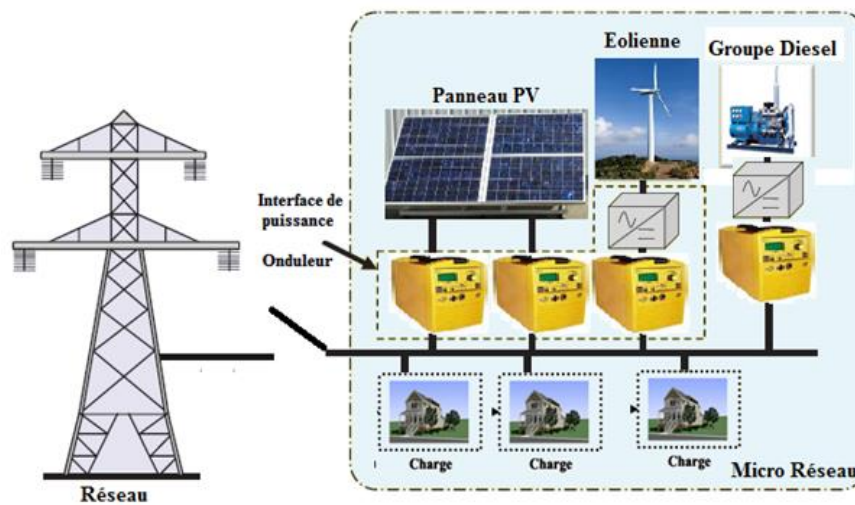 Eolienne
Groupe Diesel
Panneau PV
Interface de
puissance
Onduleur
Charge
Charge
Charge
Micro Réseau
Réseau